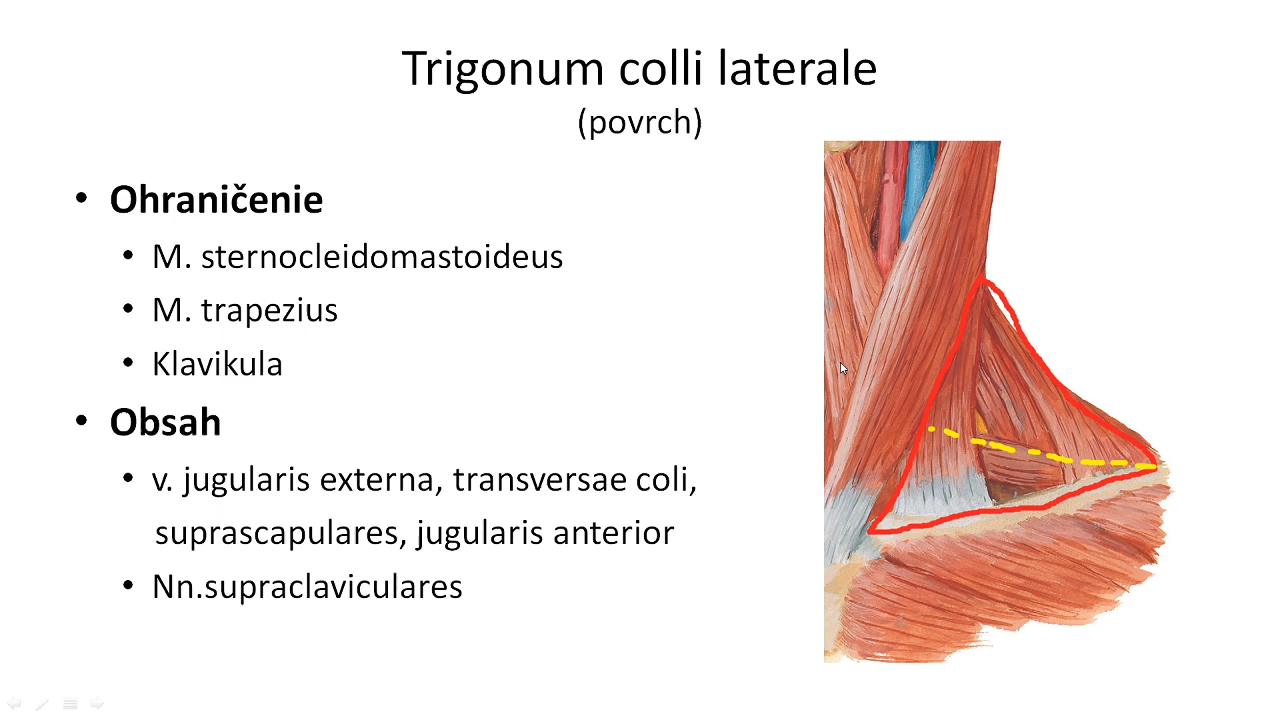 Trigonum colli laterale
(povrch)
• Ohraničenie
• M. sternocleidomastoideus
• M. trapezius
• Klavikula
• Obsah
• v. jugularis externa, transversae coli,
suprascapulares, jugularis anterior
• Nn.supraclaviculares